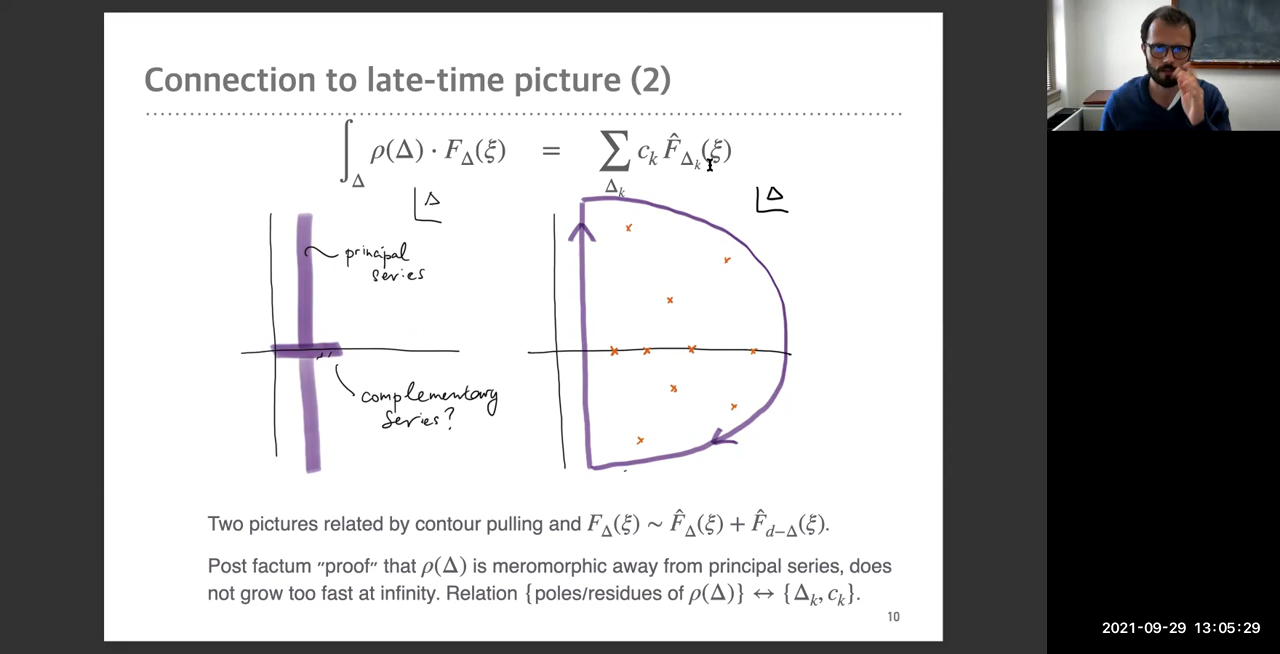 Connection to late-time picture (2)
∫_Δ ρ(Δ) · F_Δ(ξ) = ∑_{Δ_k} c_k F̂_{Δ_k}(ξ)
Δ
Δ
principal
series
complementary
series?
Two pictures related by contour pulling and F_Δ(ξ) ∼ F̂_Δ(ξ) + F̂_{d−Δ}(ξ).
Post factum "proof" that ρ(Δ) is meromorphic away from principal series, does
not grow too fast at infinity. Relation {poles/residues of ρ(Δ)} ↔ {Δ_k, c_k}.
10
2021-09-29 13:05:29